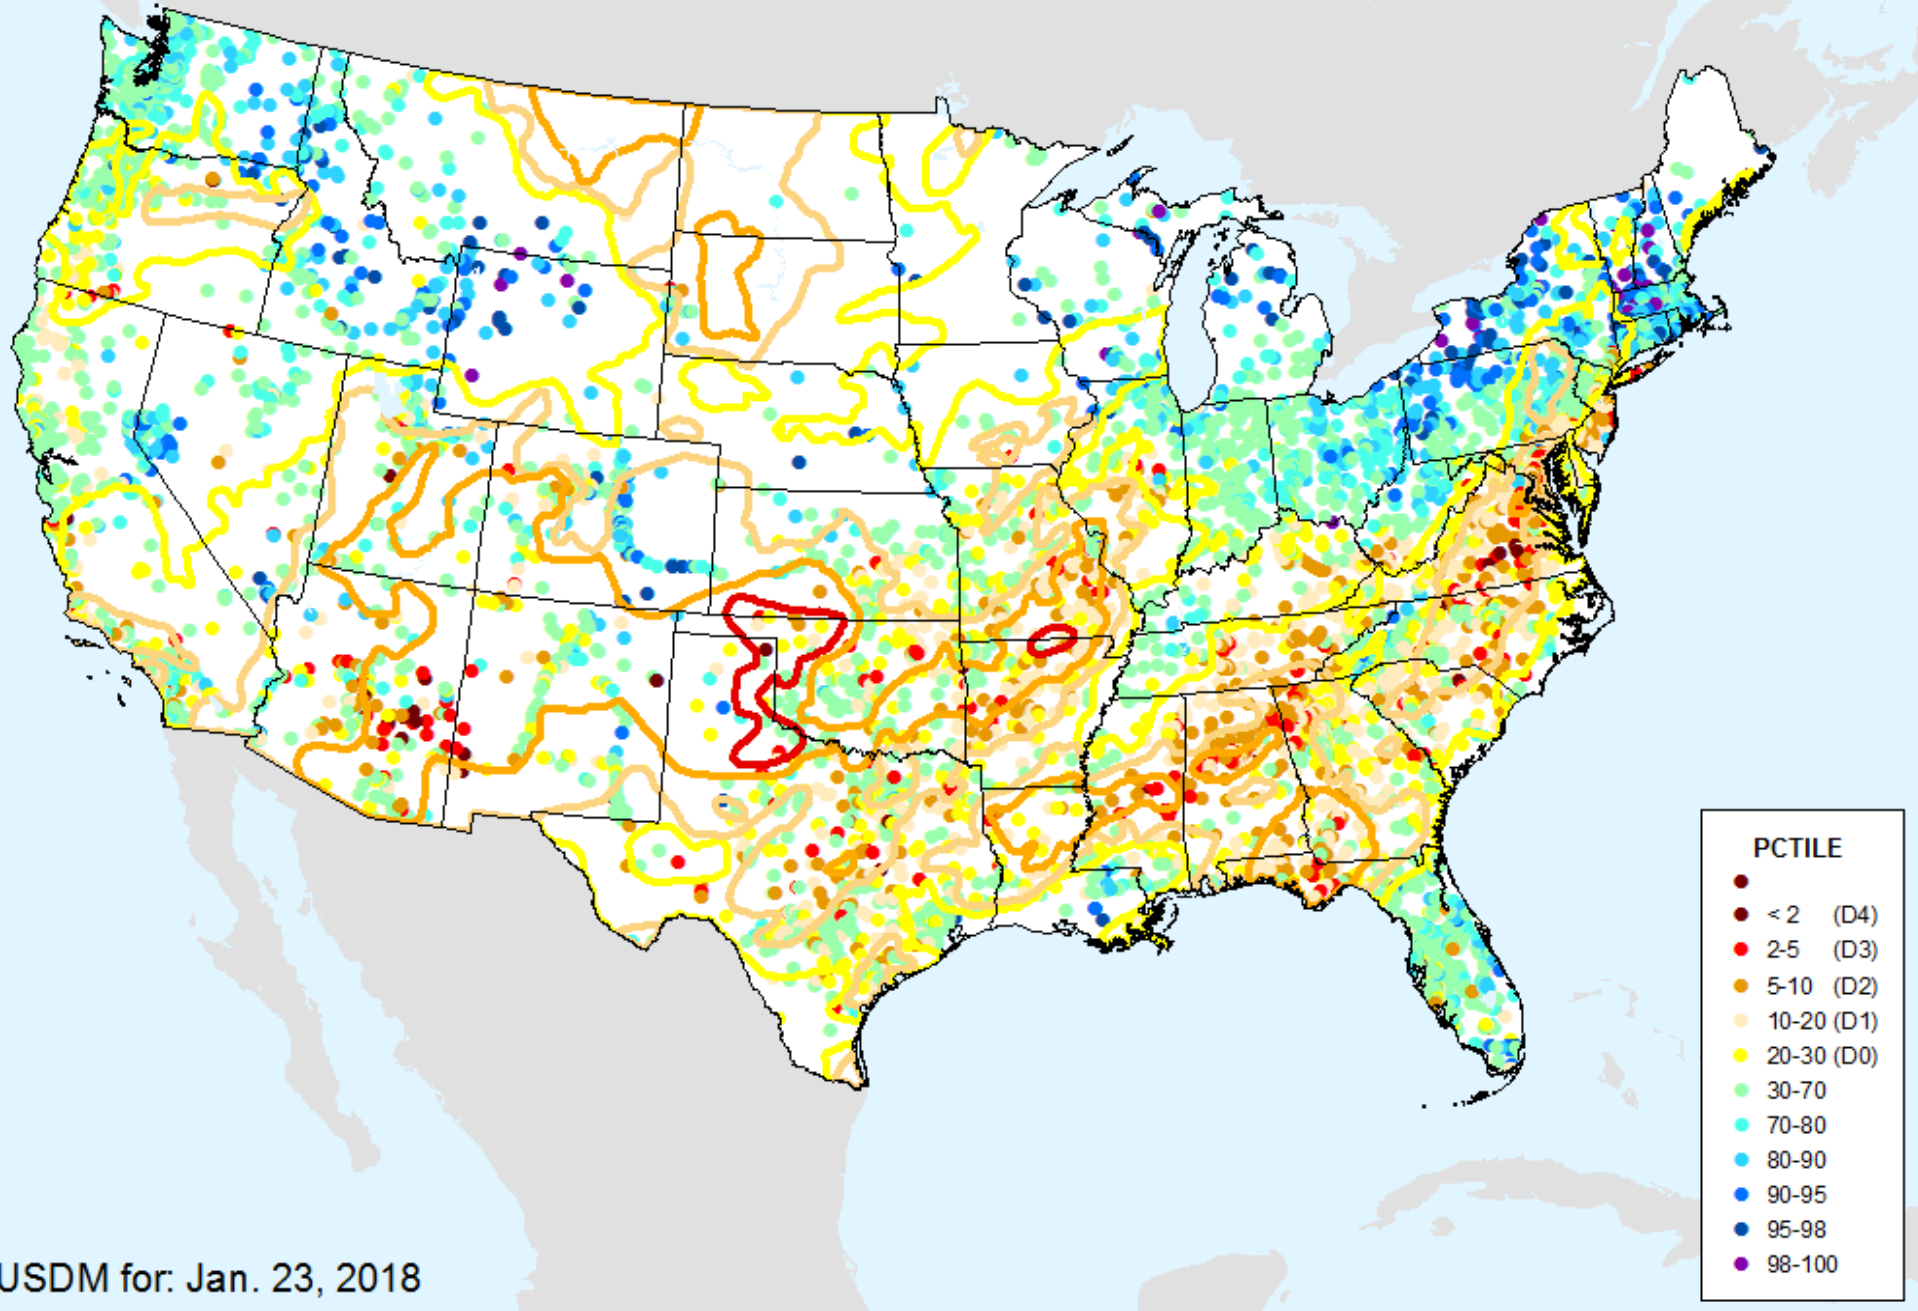 PCTILE
< 2 (D4)
2-5 (D3)
5-10 (D2)
10-20 (D1)
20-30 (D0)
30-70
70-80
80-90
90-95
95-98
98-100
USDM for: Jan. 23, 2018